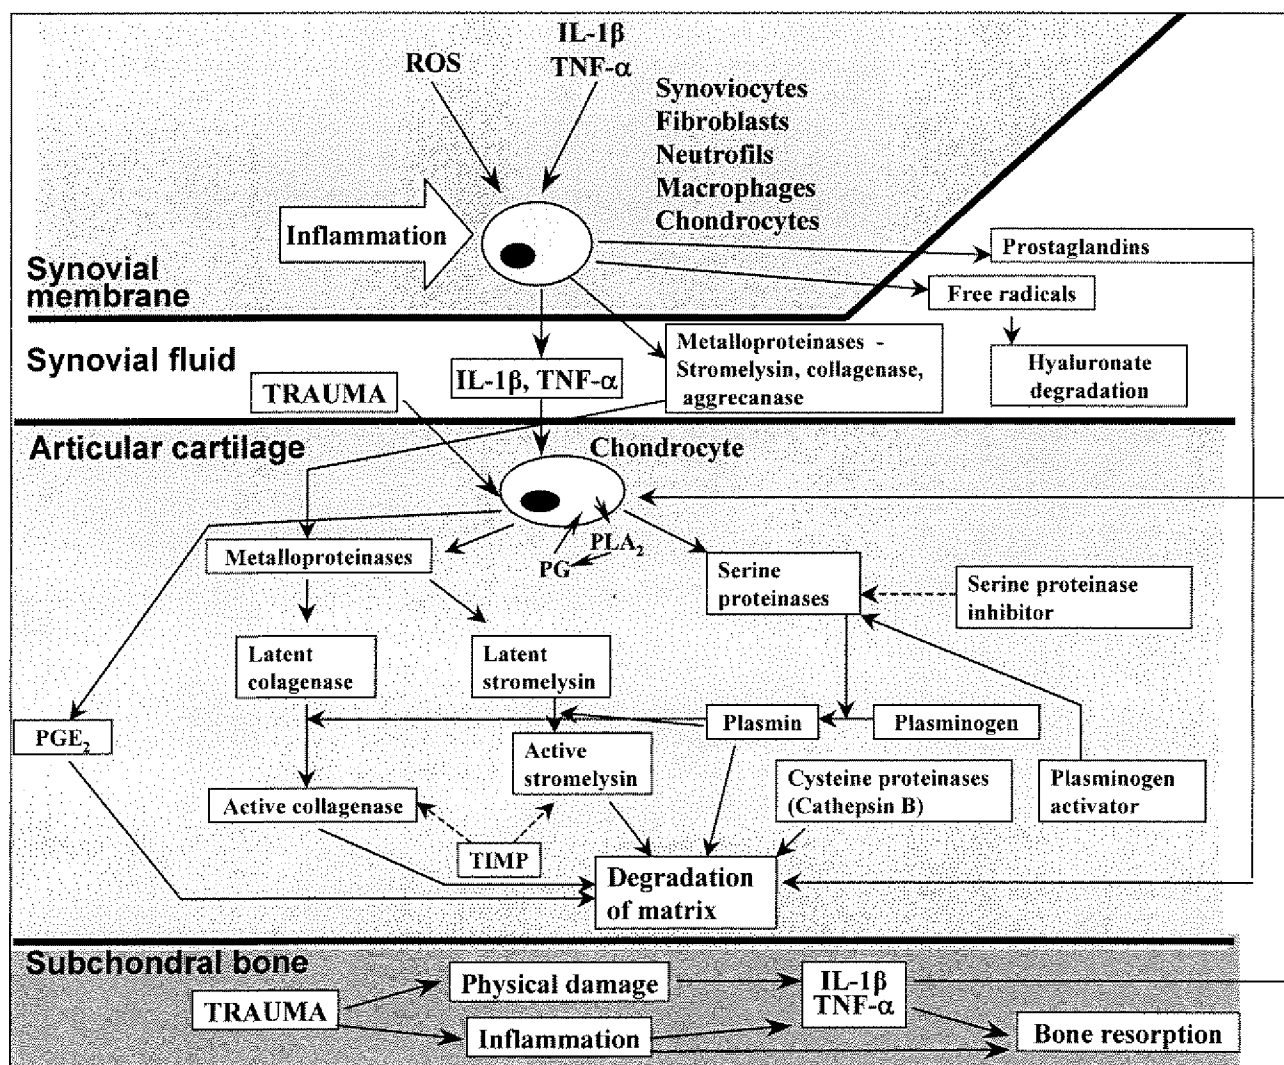 ROS
IL-1β
TNF-α
Synoviocytes
Fibroblasts
Neutrofils
Macrophages
Chondrocytes
Inflammation
Synovial
membrane
Prostaglandins
Free radicals
Synovial fluid
Metalloproteinases -
Stromelysin, collagenase,
aggrecanase
Hyaluronate
degradation
IL-1β, TNF-α
TRAUMA
Articular cartilage
Chondrocyte
Metalloproteinases
PLA₂
PG
Serine
proteinases
Serine proteinase
inhibitor
Latent
colagenase
Latent
stromelysin
PGE₂
Plasmin
Plasminogen
Active
stromelysin
Cysteine proteinases
(Cathepsin B)
Plasminogen
activator
Active collagenase
TIMP
Degradation
of matrix
Subchondral bone
TRAUMA
Physical damage
IL-1β
TNF-α
Inflammation
Bone resorption